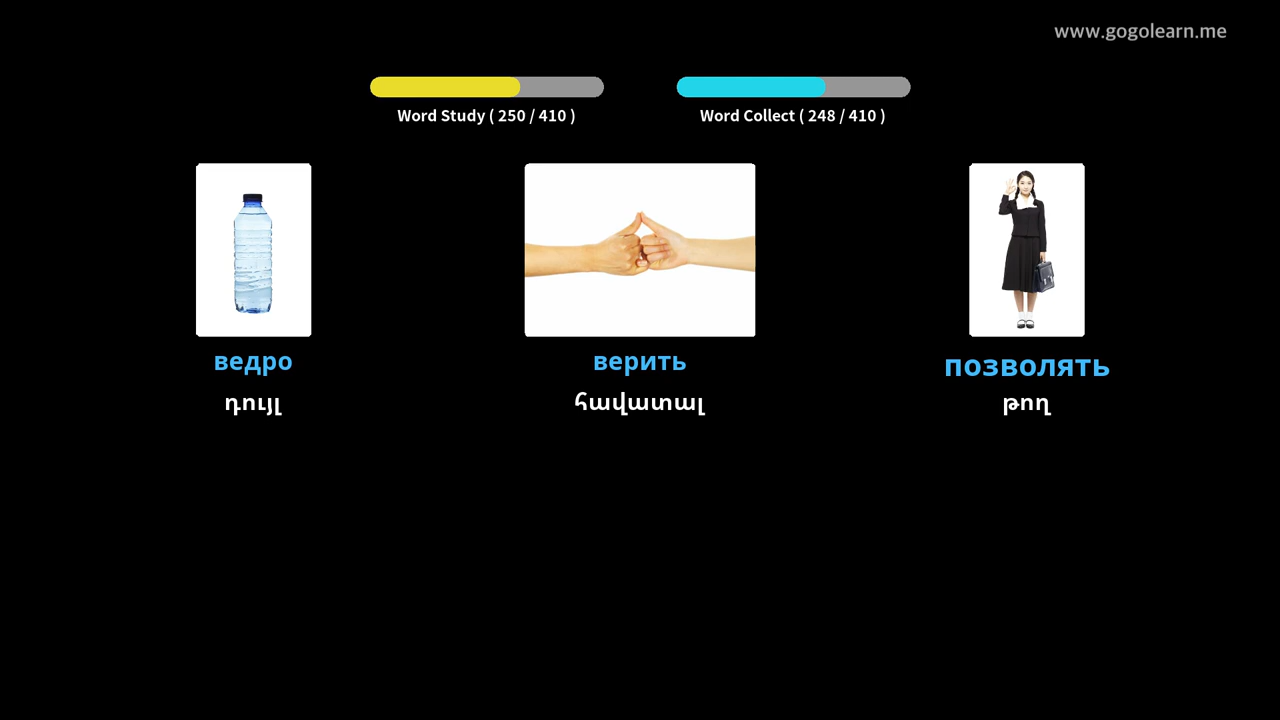 www.gogolearn.me
Word Study ( 250 / 410 )
Word Collect ( 248 / 410 )
ведро
верить
позволять
դույլ
հավատալ
թող